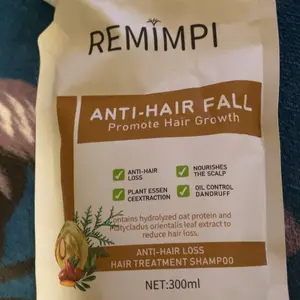 REMIMPI
ANTI-HAIR FALL
Promote Hair Growth
ANTI-HAIR
LOSS
NOURISHES
THE SCALP
PLANT ESSEN
CEEXTRACTION
OIL CONTROL
DANDRUFF
Contains hydrolyzed oat protein and
Platycladus orientalis leaf extract to
reduce hair loss.
ANTI-HAIR LOSS
HAIR TREATMENT SHAMPOO
NET:300ml